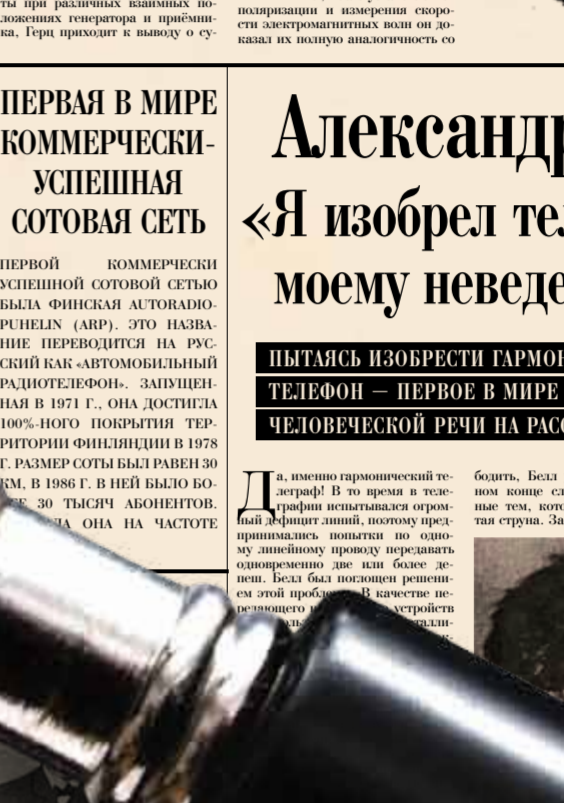 ты при различных взаимных по-
ложениях генератора и приёмни-
ка, Герц приходит к выводу о су-
поляризации и измерения скоро-
сти электромагнитных волн он до-
казал их полную аналогичность со
ПЕРВАЯ В МИРЕ
КОММЕРЧЕСКИ-
УСПЕШНАЯ
СОТОВАЯ СЕТЬ
ПЕРВОЙ КОММЕРЧЕСКИ
УСПЕШНОЙ СОТОВОЙ СЕТЬЮ
БЫЛА ФИНСКАЯ AUTORADIO-
PUHELIN (ARP). ЭТО НАЗВА-
НИЕ ПЕРЕВОДИТСЯ НА РУС-
СКИЙ КАК «АВТОМОБИЛЬНЫЙ
РАДИОТЕЛЕФОН». ЗАПУЩЕН-
НАЯ В 1971 Г., ОНА ДОСТИГЛА
100%-НОГО ПОКРЫТИЯ ТЕР-
РИТОРИИ ФИНЛЯНДИИ В 1978
Г. РАЗМЕР СОТЫ БЫЛ РАВЕН 30
КМ, В 1986 Г. В НЕЙ БЫЛО БО-
30 ТЫСЯЧ АБОНЕНТОВ.
ОНА НА ЧАСТОТЕ
Александр
«Я изобрел тел
моему неведе
ПЫТАЯСЬ ИЗОБРЕСТИ ГАРМОН
ТЕЛЕФОН — ПЕРВОЕ В МИРЕ
ЧЕЛОВЕЧЕСКОЙ РЕЧИ НА РАСС
Да, именно гармонический те-
леграф! В то время в теле-
графии испытывался огром-
ный дефицит линий, поэтому пред-
принимались попытки по одно-
му линейному проводу передавать
одновременно две или более де-
пеш. Белл был поглощен решени-
ем этой В качестве пе-
редающего устройств
бодить, Белл
ном конце сл
ные тем, кото
тая струна. За